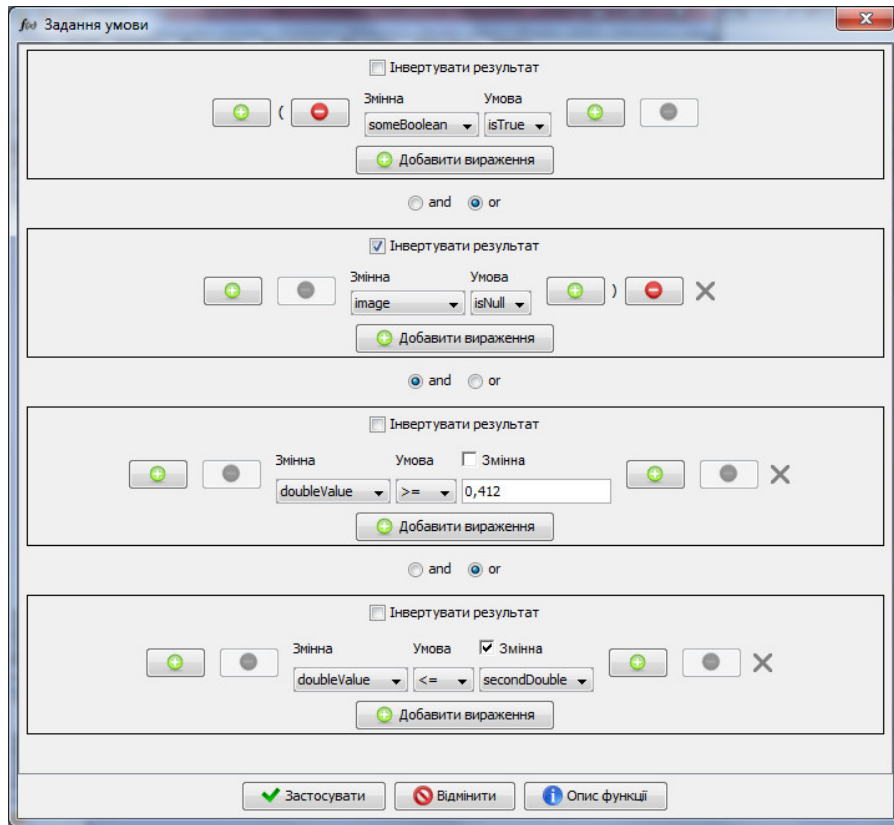 f(x) Задання умови
Інвертувати результат
Змінна Умова
( someBoolean isTrue
Добавити вираження
and or
Інвертувати результат
Змінна Умова
image isNull )
Добавити вираження
and or
Інвертувати результат
Змінна Умова Змінна
doubleValue >= 0,412
Добавити вираження
and or
Інвертувати результат
Змінна Умова Змінна
doubleValue <= secondDouble
Добавити вираження
Застосувати Відмінити Опис функції